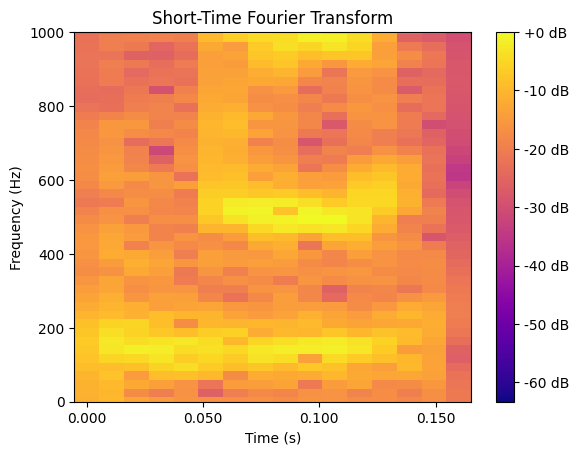 Short-Time Fourier Transform
1000
800
600
400
200
0
Frequency (Hz)
0.000
0.050
0.100
0.150
Time (s)
+0 dB
-10 dB
-20 dB
-30 dB
-40 dB
-50 dB
-60 dB